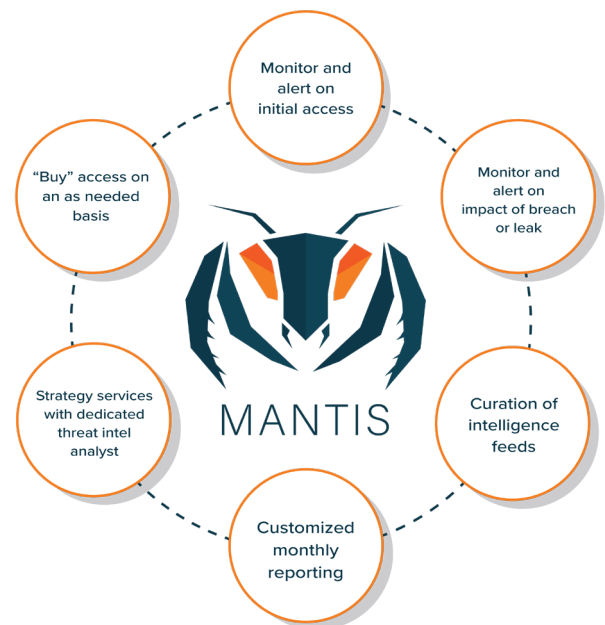 Monitor and
alert on
initial access
Monitor and
alert on
impact of breach
or leak
Curation of
intelligence
feeds
Customized
monthly
reporting
Strategy services
with dedicated
threat intel
analyst
“Buy” access on
an as needed
basis
MANTIS